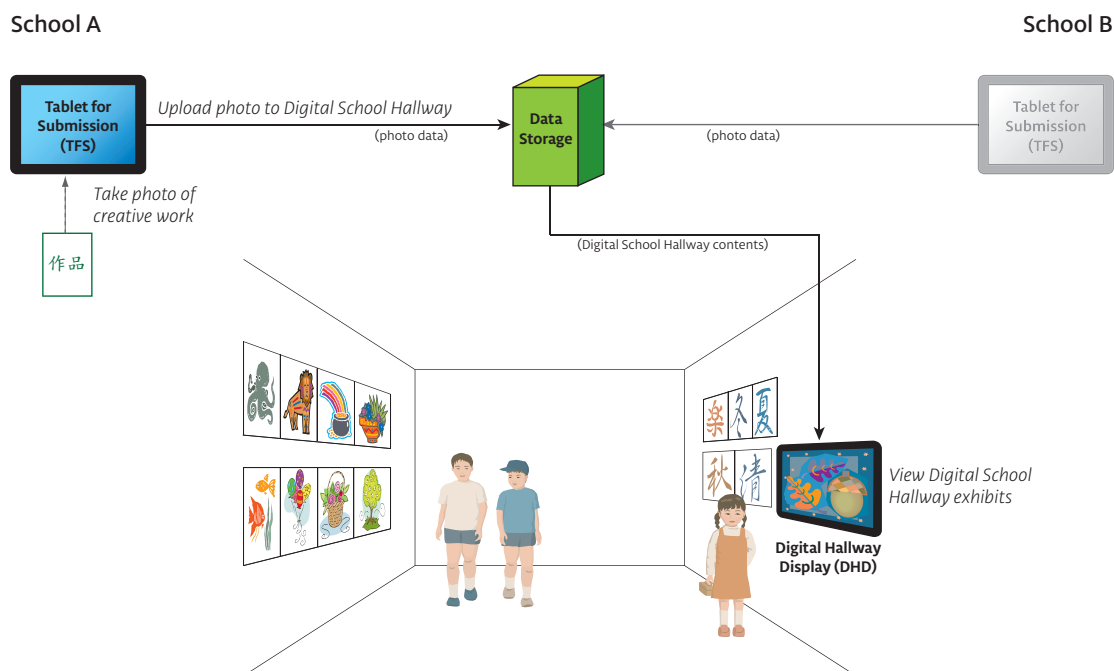 School A
School B
Tablet for
Submission
(TFS)
Upload photo to Digital School Hallway
(photo data)
Data
Storage
(photo data)
Tablet for
Submission
(TFS)
Take photo of
creative work
作品
(Digital School Hallway contents)
楽冬夏
秋清
View Digital School
Hallway exhibits
Digital Hallway
Display (DHD)